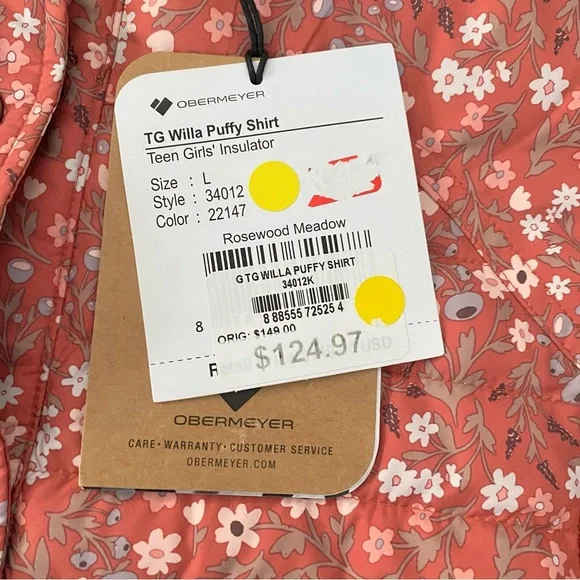 OBERMEYER
TG Willa Puffy Shirt
Teen Girls' Insulator
Size : L
Style : 34012
Color : 22147
Rosewood Meadow
G TG WILLA PUFFY SHIRT
34012K
8
8 88555 72525 4
ORIG: $149.00
$124.97
USD
OBERMEYER
CARE · WARRANTY · CUSTOMER SERVICE
OBERMEYER.COM